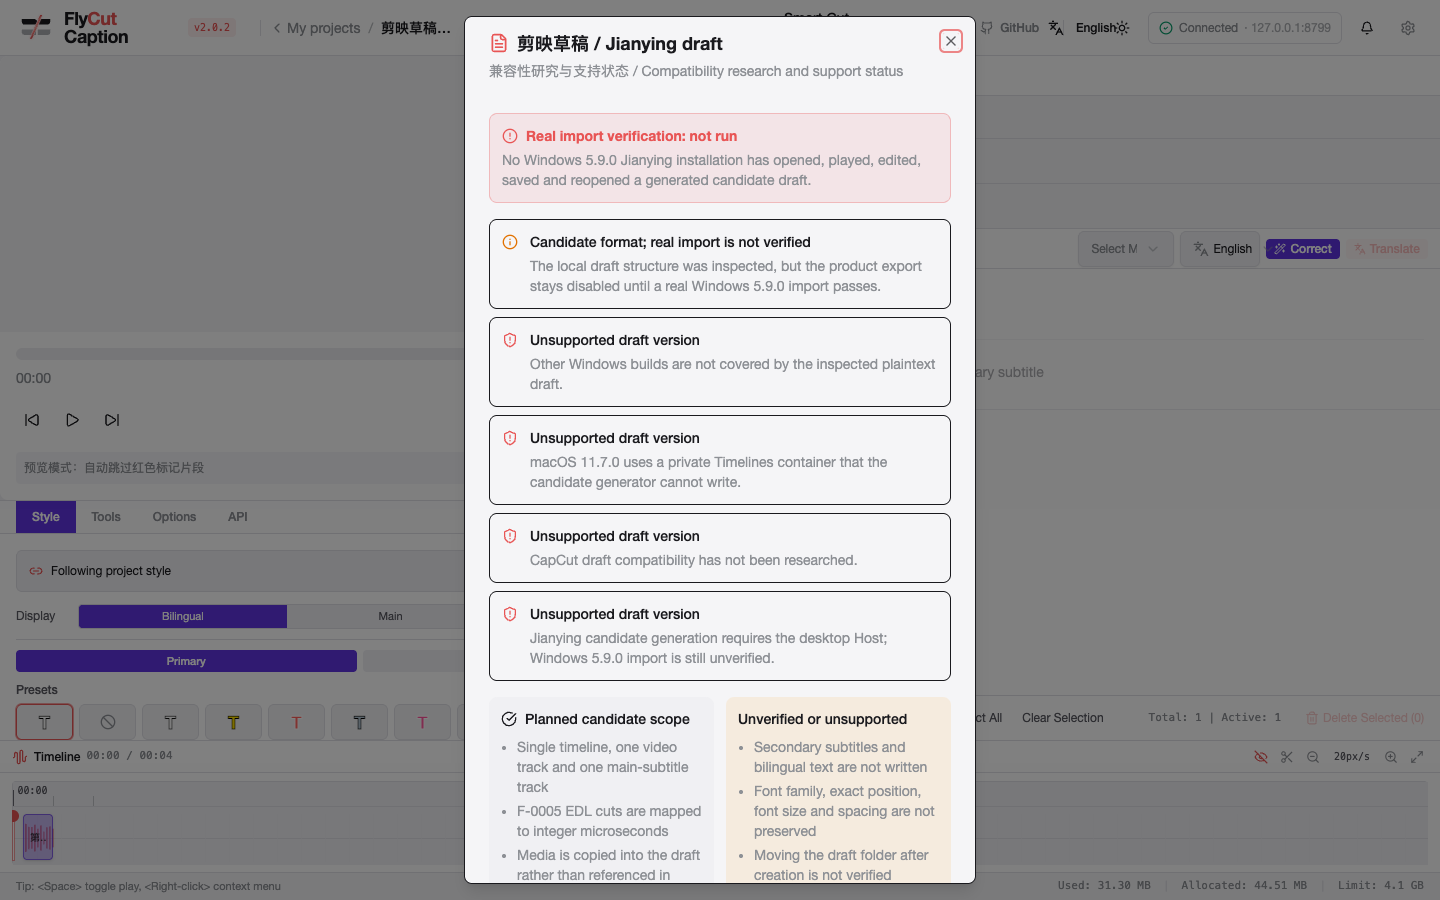 FlyCut
Caption
v2.0.2
My projects / 剪映草稿...
GitHub
English
Connected · 127.0.0.1:8799
剪映草稿 / Jianying draft
兼容性研究与支持状态 / Compatibility research and support status
Real import verification: not run
No Windows 5.9.0 Jianying installation has opened, played, edited,
saved and reopened a generated candidate draft.
Candidate format; real import is not verified
The local draft structure was inspected, but the product export
stays disabled until a real Windows 5.9.0 import passes.
Unsupported draft version
Other Windows builds are not covered by the inspected plaintext
draft.
Unsupported draft version
macOS 11.7.0 uses a private Timelines container that the
candidate generator cannot write.
Unsupported draft version
CapCut draft compatibility has not been researched.
Unsupported draft version
Jianying candidate generation requires the desktop Host;
Windows 5.9.0 import is still unverified.
Planned candidate scope
• Single timeline, one video
track and one main-subtitle
track
• F-0005 EDL cuts are mapped
to integer microseconds
• Media is copied into the draft
rather than referenced in
Unverified or unsupported
• Secondary subtitles and
bilingual text are not written
• Font family, exact position,
font size and spacing are not
preserved
• Moving the draft folder after
creation is not verified
Select M
English
Correct
Translate
ary subtitle
00:00
预览模式：自动跳过红色标记片段
Style
Tools
Options
API
Following project style
Display
Bilingual
Main
Primary
Presets
T T T T T T
ct All
Clear Selection
Total: 1 | Active: 1
Delete Selected (0)
Timeline 00:00 / 00:04
20px/s
00:00
第...
Tip: <Space> toggle play, <Right-click> context menu
Used: 31.30 MB
Allocated: 44.51 MB
Limit: 4.1 GB